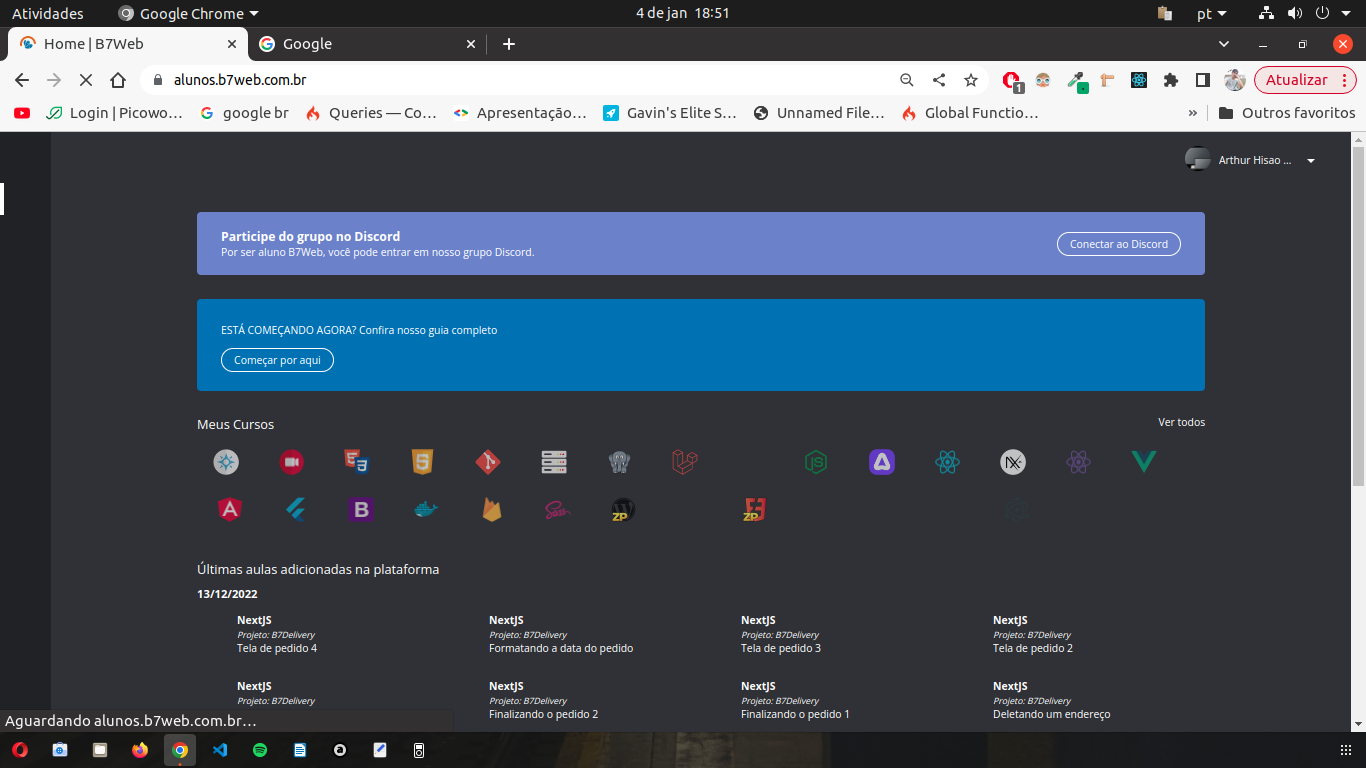 Atividades Google Chrome 4 de jan 18:51 pt
Home | B7Web Google
alunos.b7web.com.br 1 Atualizar
Login | Picowo… google br Queries — Co… Apresentação… Gavin's Elite S… Unnamed File… Global Functio… » Outros favoritos
Arthur Hisao ...
Participe do grupo no Discord
Por ser aluno B7Web, você pode entrar em nosso grupo Discord.
Conectar ao Discord
ESTÁ COMEÇANDO AGORA? Confira nosso guia completo
Começar por aqui
Meus Cursos Ver todos
Últimas aulas adicionadas na plataforma
13/12/2022
NextJS NextJS NextJS NextJS
Projeto: B7Delivery Projeto: B7Delivery Projeto: B7Delivery Projeto: B7Delivery
Tela de pedido 4 Formatando a data do pedido Tela de pedido 3 Tela de pedido 2
NextJS NextJS NextJS NextJS
Projeto: B7Delivery Projeto: B7Delivery Projeto: B7Delivery Projeto: B7Delivery
Finalizando o pedido 2 Finalizando o pedido 1 Deletando um endereço
Aguardando alunos.b7web.com.br…